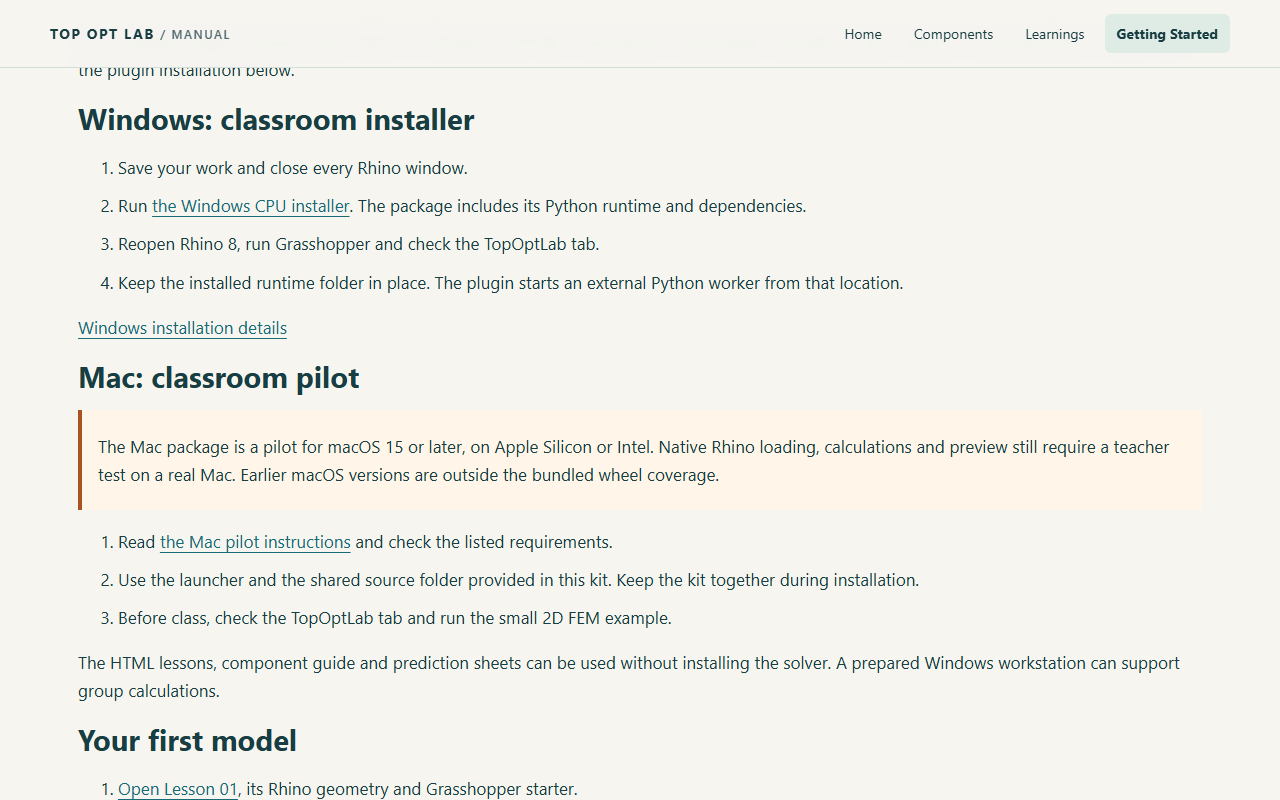 TOP OPT LAB / MANUAL
Home Components Learnings Getting Started
the plugin installation below.
Windows: classroom installer
1. Save your work and close every Rhino window.
2. Run the Windows CPU installer. The package includes its Python runtime and dependencies.
3. Reopen Rhino 8, run Grasshopper and check the TopOptLab tab.
4. Keep the installed runtime folder in place. The plugin starts an external Python worker from that location.
Windows installation details
Mac: classroom pilot
The Mac package is a pilot for macOS 15 or later, on Apple Silicon or Intel. Native Rhino loading, calculations and preview still require a teacher
test on a real Mac. Earlier macOS versions are outside the bundled wheel coverage.
1. Read the Mac pilot instructions and check the listed requirements.
2. Use the launcher and the shared source folder provided in this kit. Keep the kit together during installation.
3. Before class, check the TopOptLab tab and run the small 2D FEM example.
The HTML lessons, component guide and prediction sheets can be used without installing the solver. A prepared Windows workstation can support
group calculations.
Your first model
1. Open Lesson 01, its Rhino geometry and Grasshopper starter.